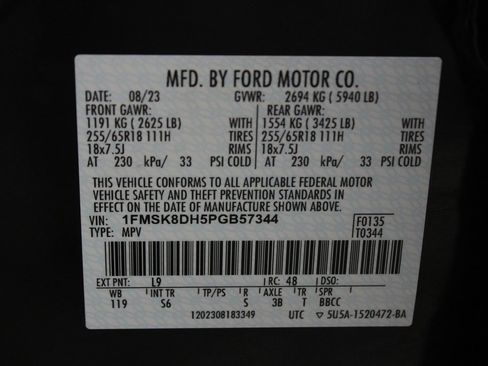 MFD. BY FORD MOTOR CO.
DATE: 08/23 GVWR: 2694 KG ( 5940 LB)
FRONT GAWR: REAR GAWR:
1191 KG ( 2625 LB) WITH 1554 KG ( 3425 LB) WITH
255/65R18 111H TIRES 255/65R18 111H TIRES
18x7.5J RIMS 18x7.5J RIMS
AT 230 kPa/ 33 PSI COLD AT 230 kPa/ 33 PSI COLD
THIS VEHICLE CONFORMS TO ALL APPLICABLE FEDERAL MOTOR
VEHICLE SAFETY AND THEFT PREVENTION STANDARDS IN
EFFECT ON THE DATE OF MANUFACTURE SHOWN ABOVE.
VIN: 1FMSK8DH5PGB57344 F0135
TYPE: MPV T0344
EXT PNT: L9 RC: 48 DSO:
WB INT TR TP/PS R AXLE TR SPR
119 S6 S 3B T BBCC
1202308183349 UTC ▽ 5U5A-1520472-BA